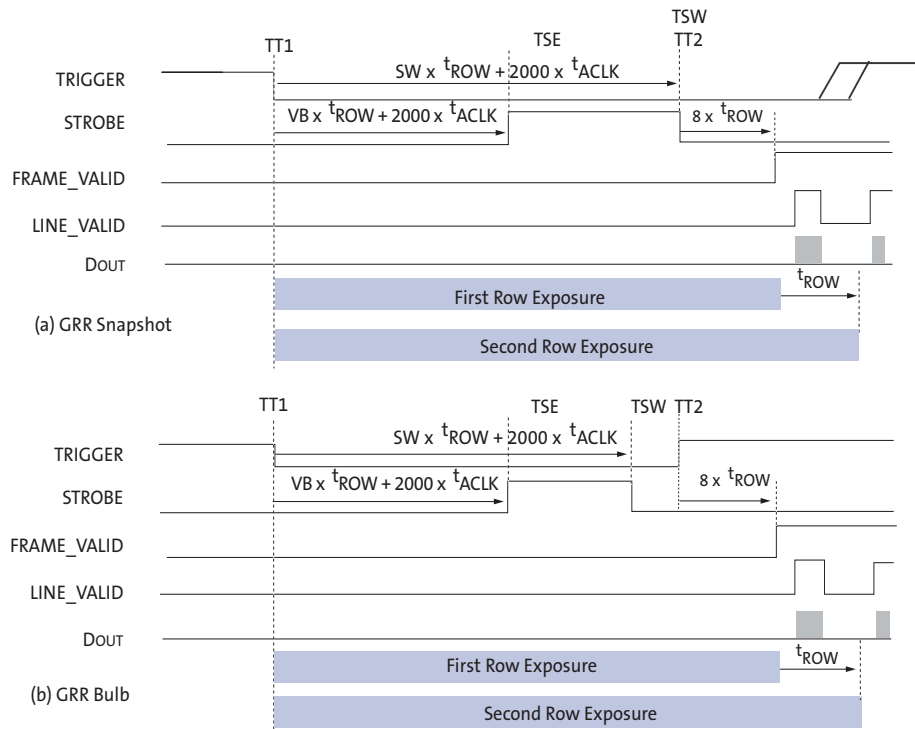 TSW
TT1 TSE TT2
SW x tROW + 2000 x tACLK
TRIGGER
VB x tROW + 2000 x tACLK 8 x tROW
STROBE
FRAME_VALID
LINE_VALID
DOUT
First Row Exposure tROW
(a) GRR Snapshot
Second Row Exposure
TT1 TSE TSW TT2
SW x tROW + 2000 x tACLK
TRIGGER
VB x tROW + 2000 x tACLK 8 x tROW
STROBE
FRAME_VALID
LINE_VALID
DOUT
First Row Exposure tROW
(b) GRR Bulb
Second Row Exposure